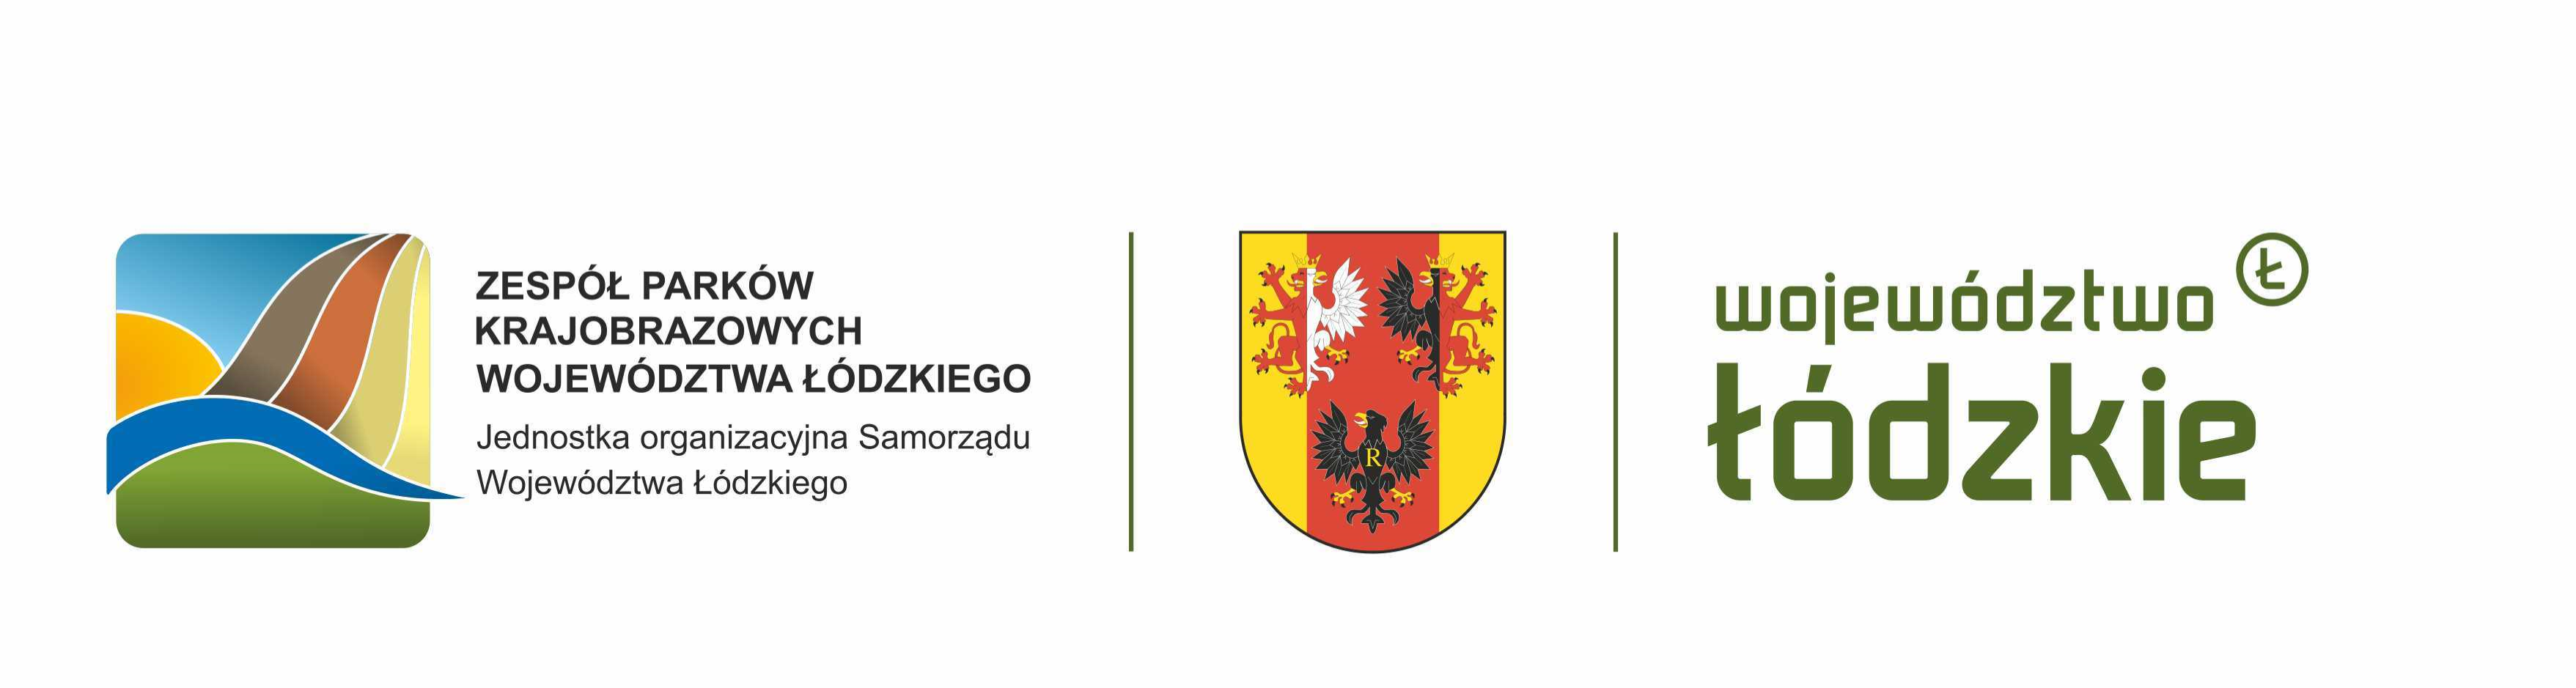 ZESPÓŁ PARKÓW
KRAJOBRAZOWYCH
WOJEWÓDZTWA ŁÓDZKIEGO
Jednostka organizacyjna Samorządu
Województwa Łódzkiego
R
województwo Ł
łódzkie